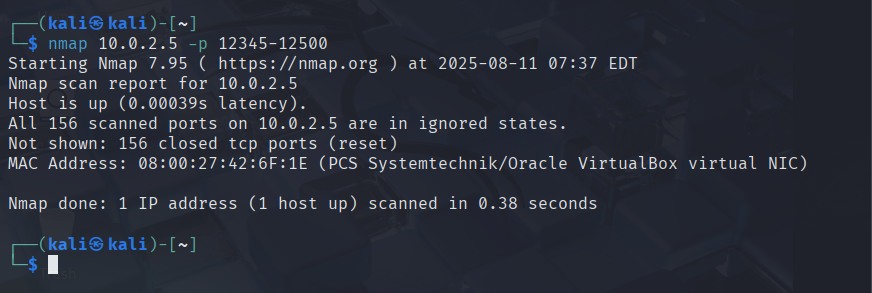 ┌──(kali㉿kali)-[~]
└─$ nmap 10.0.2.5 -p 12345-12500
Starting Nmap 7.95 ( https://nmap.org ) at 2025-08-11 07:37 EDT
Nmap scan report for 10.0.2.5
Host is up (0.00039s latency).
All 156 scanned ports on 10.0.2.5 are in ignored states.
Not shown: 156 closed tcp ports (reset)
MAC Address: 08:00:27:42:6F:1E (PCS Systemtechnik/Oracle VirtualBox virtual NIC)
Nmap done: 1 IP address (1 host up) scanned in 0.38 seconds
┌──(kali㉿kali)-[~]
└─$